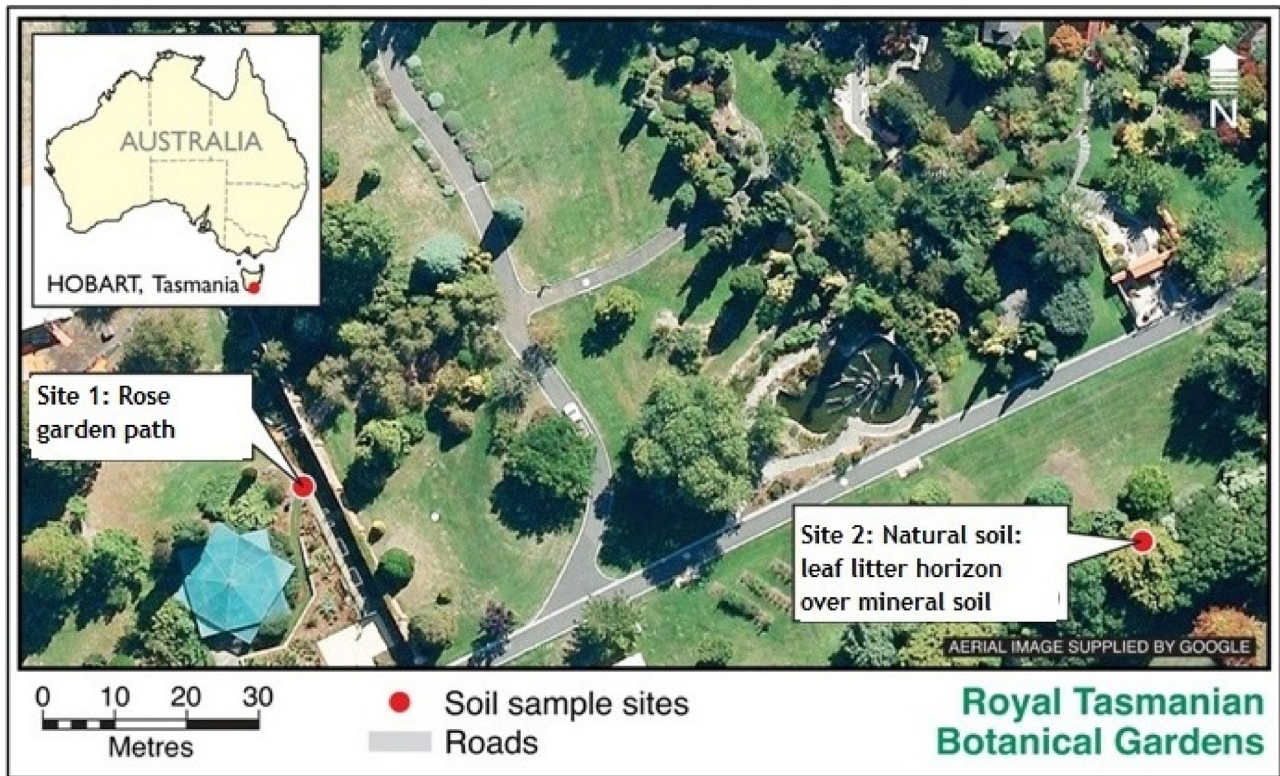 AUSTRALIA
HOBART, Tasmania
N
Site 1: Rose
garden path
Site 2: Natural soil:
leaf litter horizon
over mineral soil
AERIAL IMAGE SUPPLIED BY GOOGLE
0 10 20 30
Metres
Soil sample sites
Roads
Royal Tasmanian
Botanical Gardens